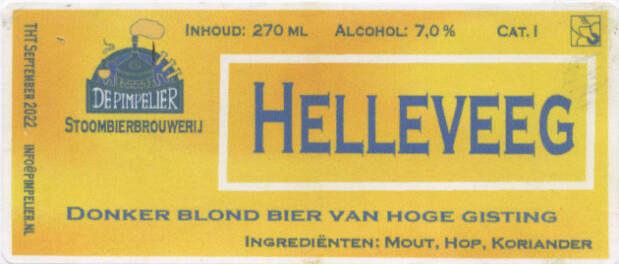 INHOUD: 270 ML ALCOHOL: 7,0 % CAT. I
DE PIMPELIER
STOOMBIERBROUWERIJ
HELLEVEEG
DONKER BLOND BIER VAN HOGE GISTING
INGREDIËNTEN: MOUT, HOP, KORIANDER
THT SEPTEMBER 2022 INFO@PIMPELIER.NL